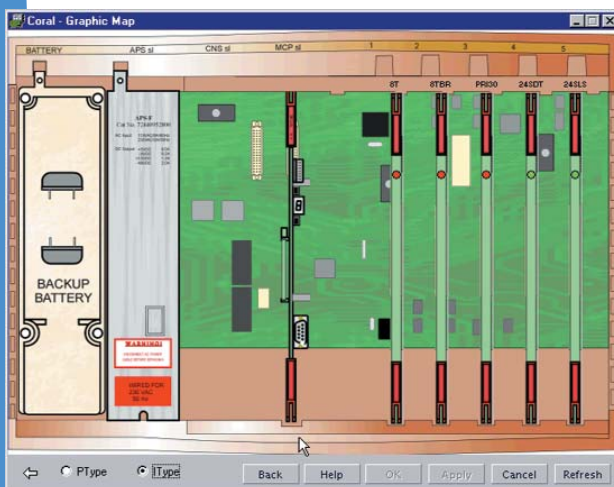 Coral - Graphic Map
BATTERY APS sl CNS sl MCP sl 1 2 3 4 5
8T 8TBR PRI30 24SDT 24SLS
APS-F
BACKUP
BATTERY
WARNING!
WIRED FOR
230 VAC
50 Hz
PType IType Back Help OK Apply Cancel Refresh